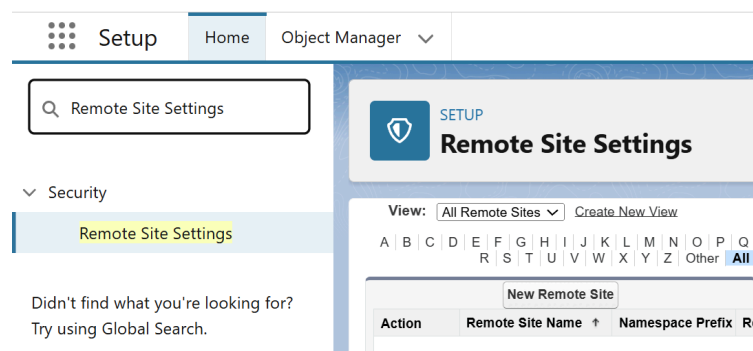 Setup Home Object Manager
Remote Site Settings
Security
Remote Site Settings
Didn't find what you're looking for?
Try using Global Search.
SETUP
Remote Site Settings
View: All Remote Sites Create New View
A B C D E F G H I J K L M N O P Q
R S T U V W X Y Z Other All
New Remote Site
Action Remote Site Name ↑ Namespace Prefix